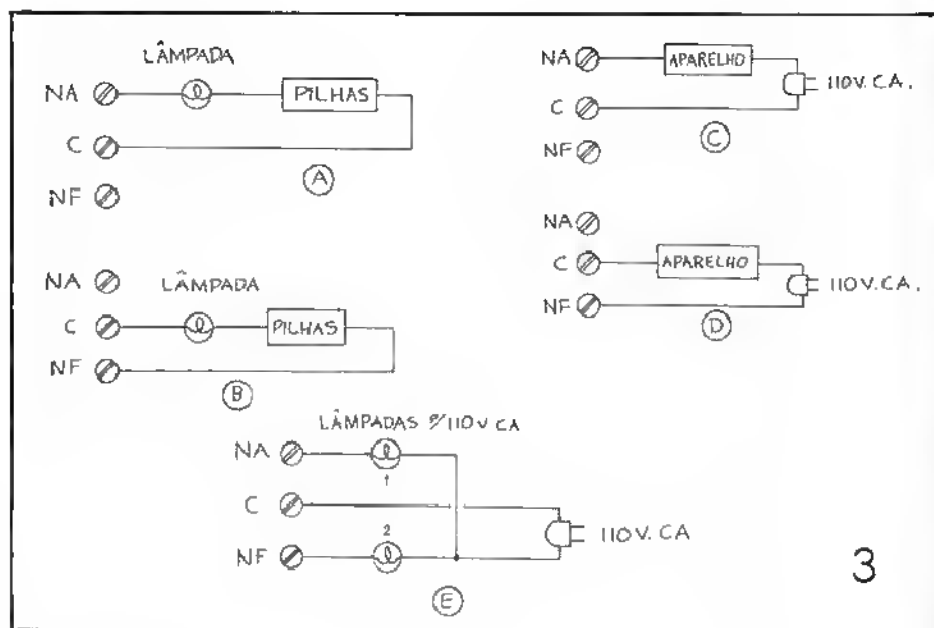 LÂMPADA
NA
PILHAS
C
A
NF
NA
LÂMPADA
C
PILHAS
NF
B
NA
APARELHO
110V.CA.
C
C
NF
NA
C
APARELHO
110V.CA.
NF
D
LÂMPADAS P/110V CA
NA
1
C
2
110V.CA
NF
E
3